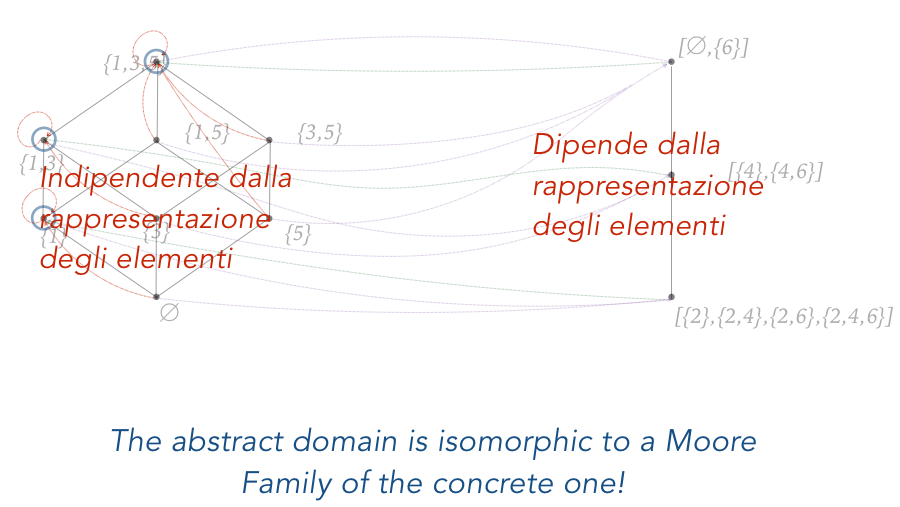 [∅,{6}]
{1,3,5}
{1,5}
{3,5}
Dipende dalla
{1,3}
[{4},{4,6}]
Indipendente dalla
rappresentazione
rappresentazione
degli elementi
{1}
{3}
{5}
degli elementi
∅
[{2},{2,4},{2,6},{2,4,6}]
The abstract domain is isomorphic to a Moore
Family of the concrete one!